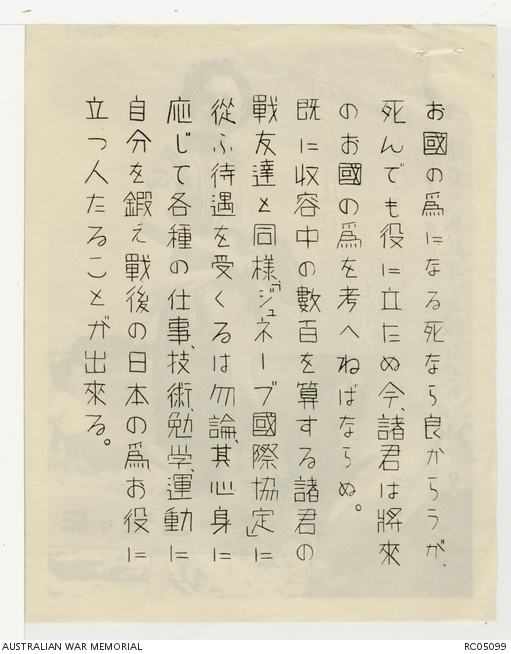 お國の爲になる死なら良からうが、
死んでも役に立たぬ今、諸君は將來
のお國の爲を考へねばならぬ。
既に収容中の數百を算する諸君の
戰友達と同様「ジュネーブ國際協定」に
從ふ待遇を受くるは勿論、其心身に
応じて各種の仕事、技術、勉学、運動に
自分を鍛え戰後の日本の爲お役に
立つ人たることが出來る。
AUSTRALIAN WAR MEMORIAL
RC05099